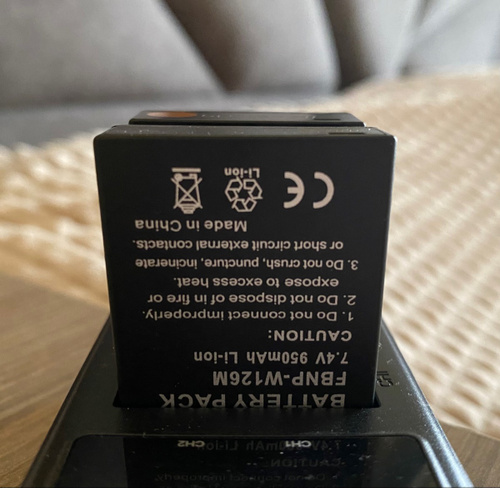 BATTERY PACK
FBNP-W126M
7.4V 950mAh Li-ion
CAUTION:
1. Do not connect improperly.
2. Do not dispose of in fire or
expose to excess heat.
3. Do not crush, puncture, incinerate
or short circuit external contacts.
Made in China
CE
Li-ion
CH1
CH2